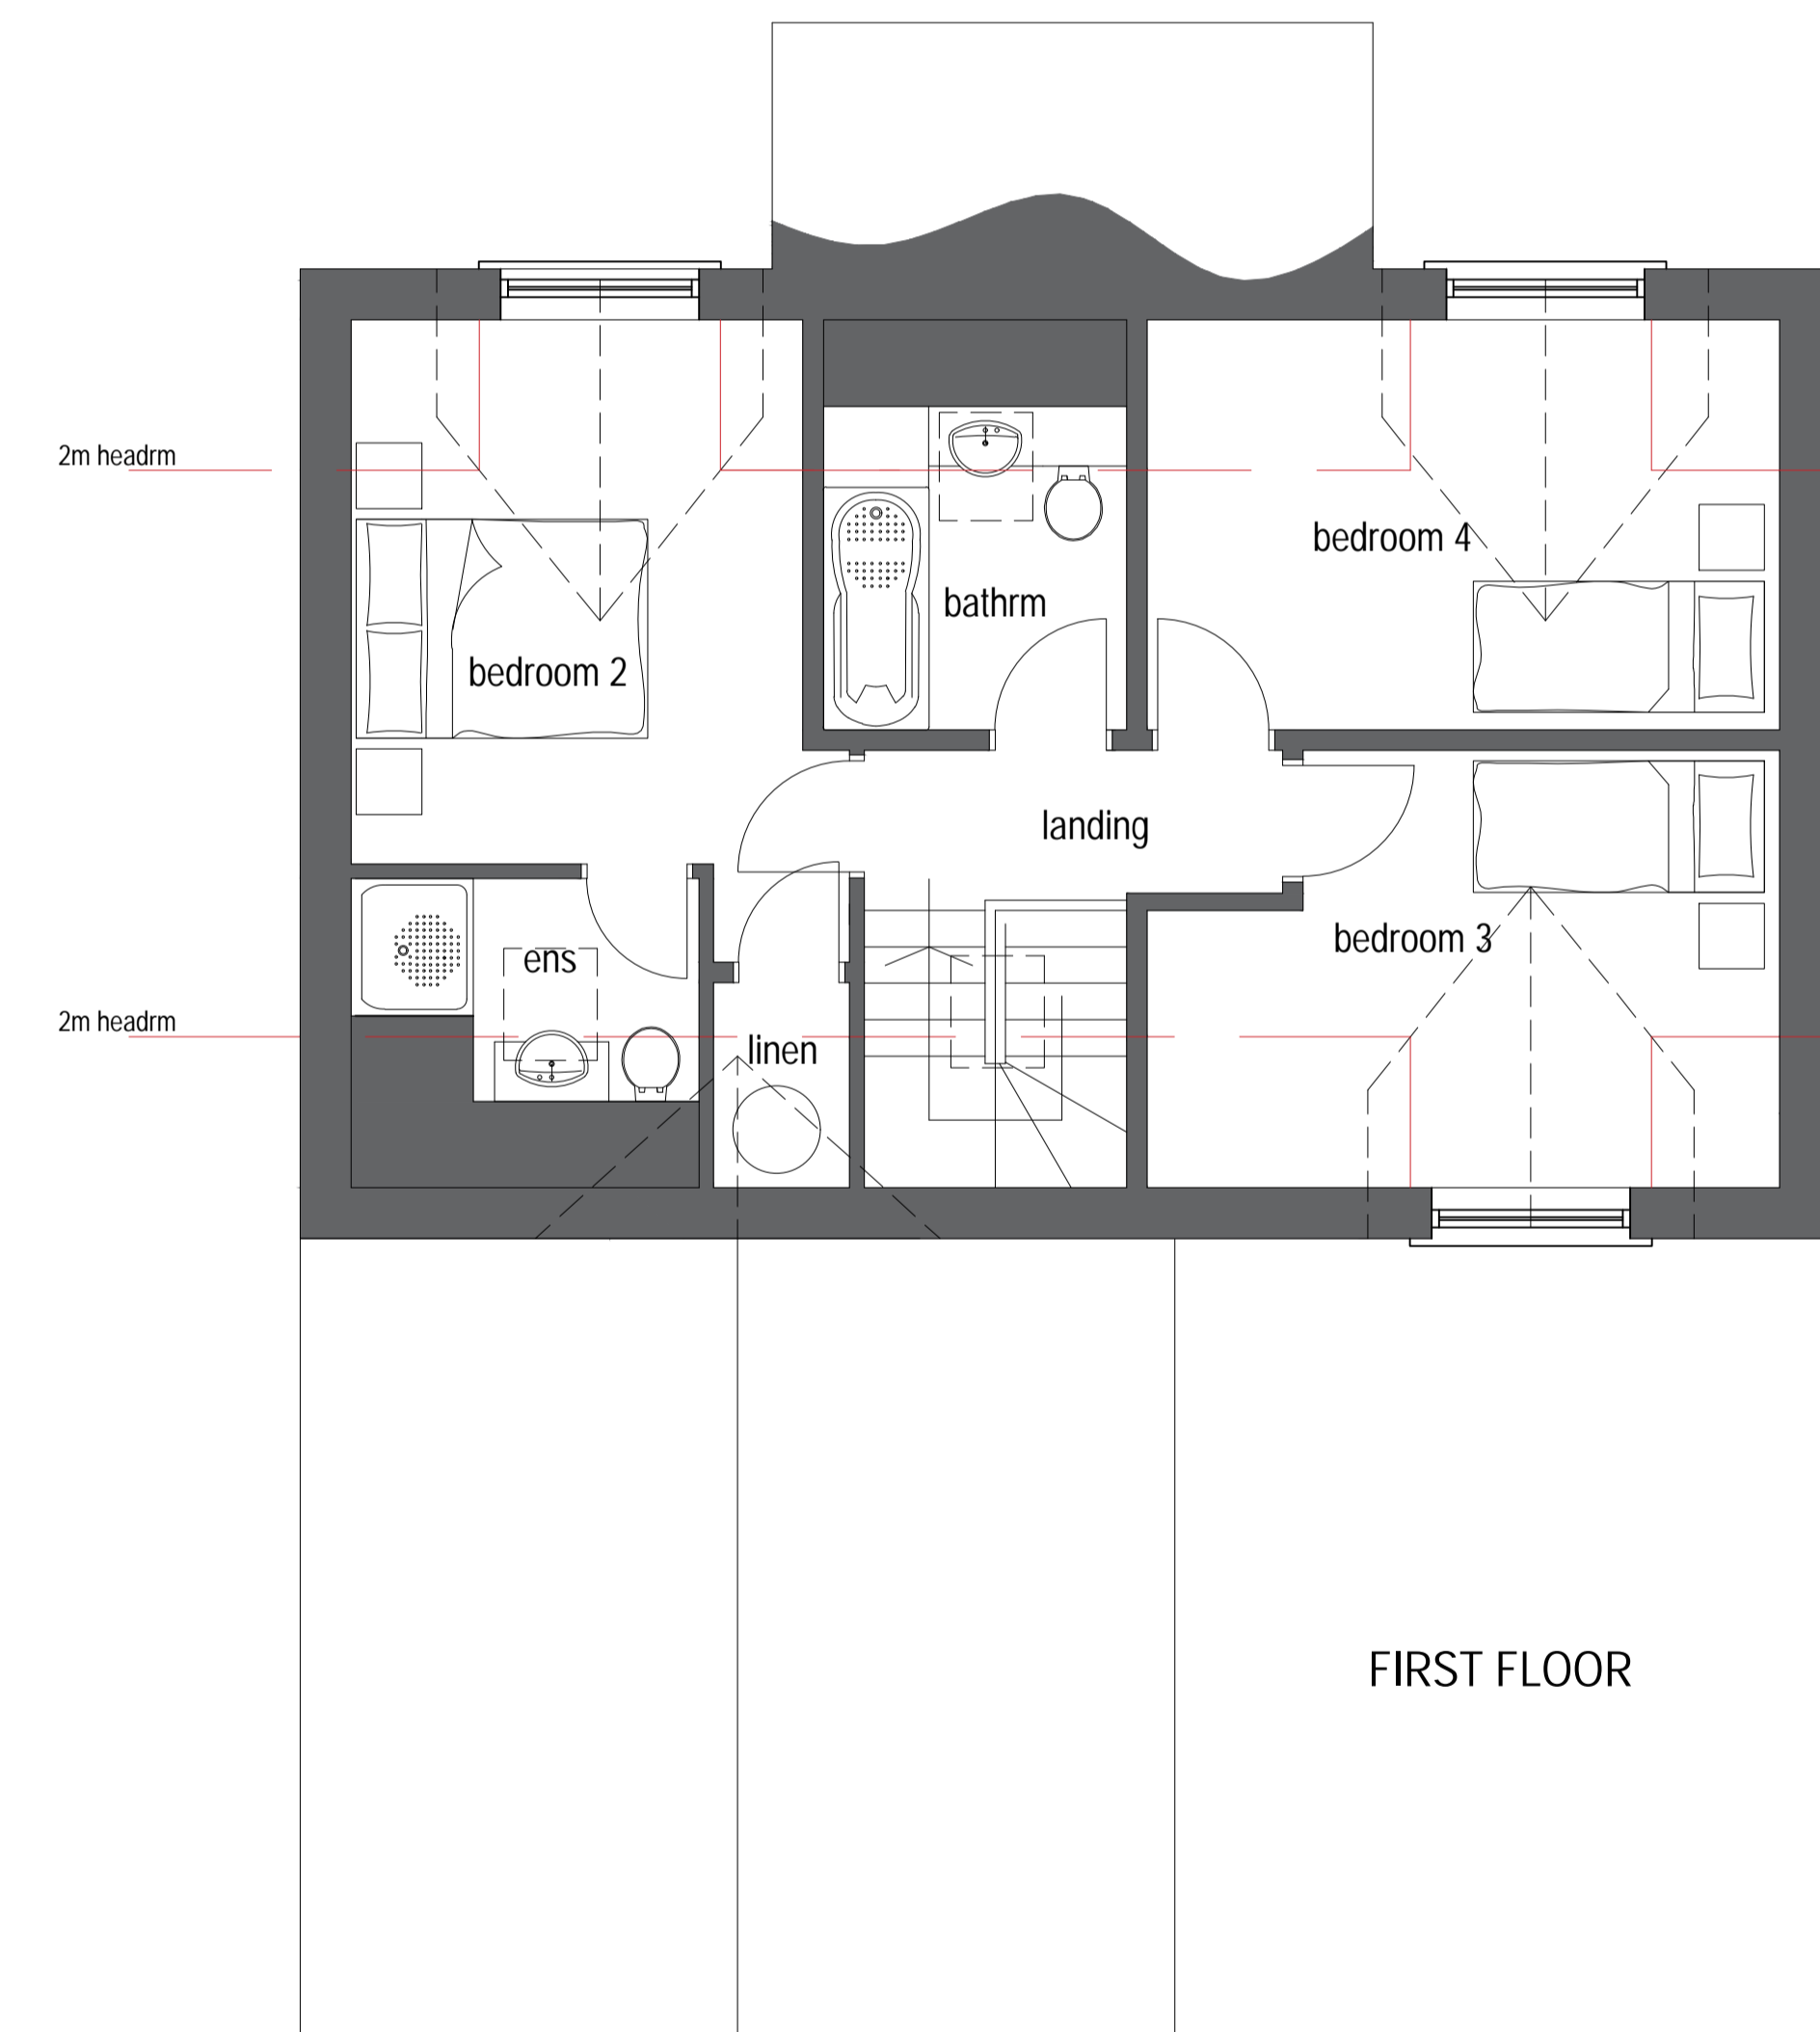 2m headrm
bedroom 4
bathrm
bedroom 2
landing
bedroom 3
ens
2m headrm
linen
FIRST FLOOR